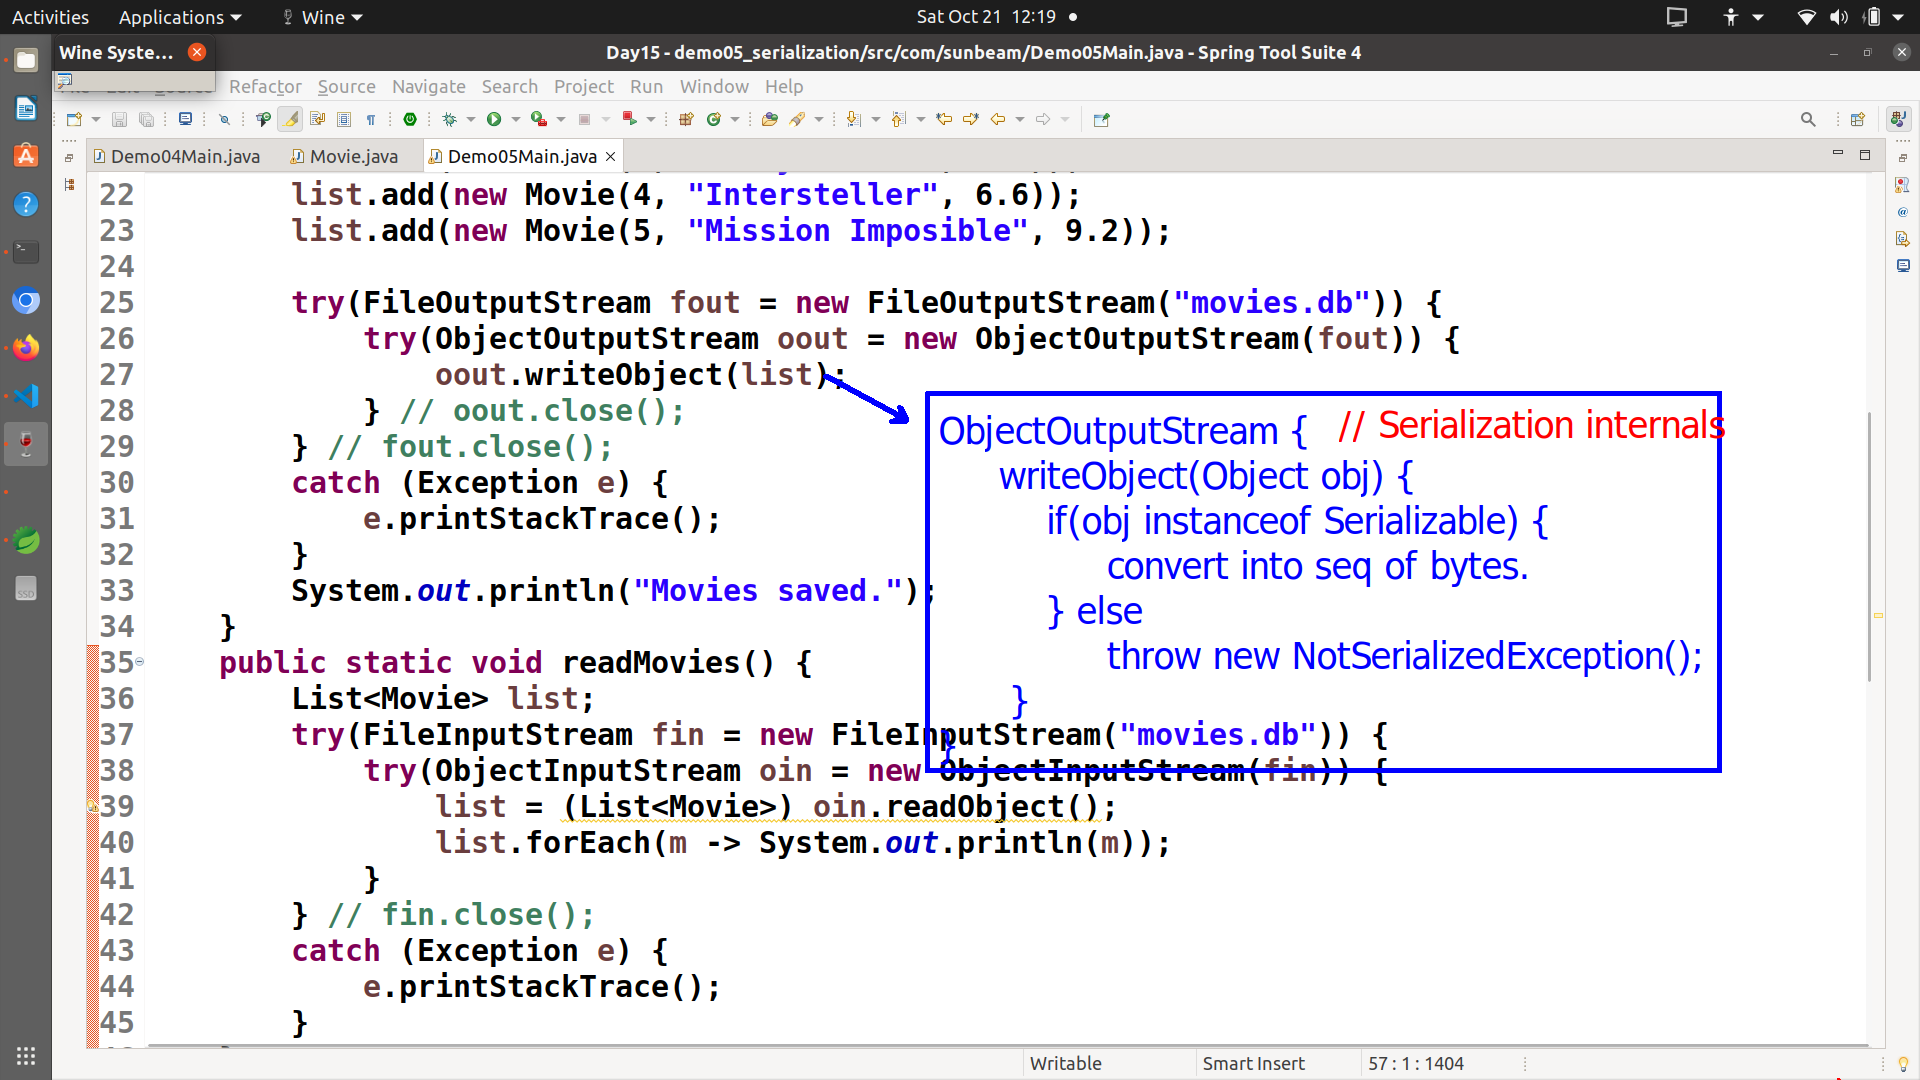 Activities Applications Wine Sat Oct 21 12:19
Wine Syste... Day15 - demo05_serialization/src/com/sunbeam/Demo05Main.java - Spring Tool Suite 4
Refactor Source Navigate Search Project Run Window Help
Demo04Main.java Movie.java Demo05Main.java
22 list.add(new Movie(4, "Intersteller", 6.6));
23 list.add(new Movie(5, "Mission Imposible", 9.2));
24
25 try(FileOutputStream fout = new FileOutputStream("movies.db")) {
26 try(ObjectOutputStream oout = new ObjectOutputStream(fout)) {
27 oout.writeObject(list);
28 } // oout.close();
29 } // fout.close();
30 catch (Exception e) {
31 e.printStackTrace();
32 }
33 System.out.println("Movies saved.");
34 }
35 public static void readMovies() {
36 List<Movie> list;
37 try(FileInputStream fin = new FileInputStream("movies.db")) {
38 try(ObjectInputStream oin = new ObjectInputStream(fin)) {
39 list = (List<Movie>) oin.readObject();
40 list.forEach(m -> System.out.println(m));
41 }
42 } // fin.close();
43 catch (Exception e) {
44 e.printStackTrace();
45 }
ObjectOutputStream { // Serialization internals
writeObject(Object obj) {
if(obj instanceof Serializable) {
convert into seq of bytes.
} else
throw new NotSerializedException();
}
}
Writable Smart Insert 57 : 1 : 1404